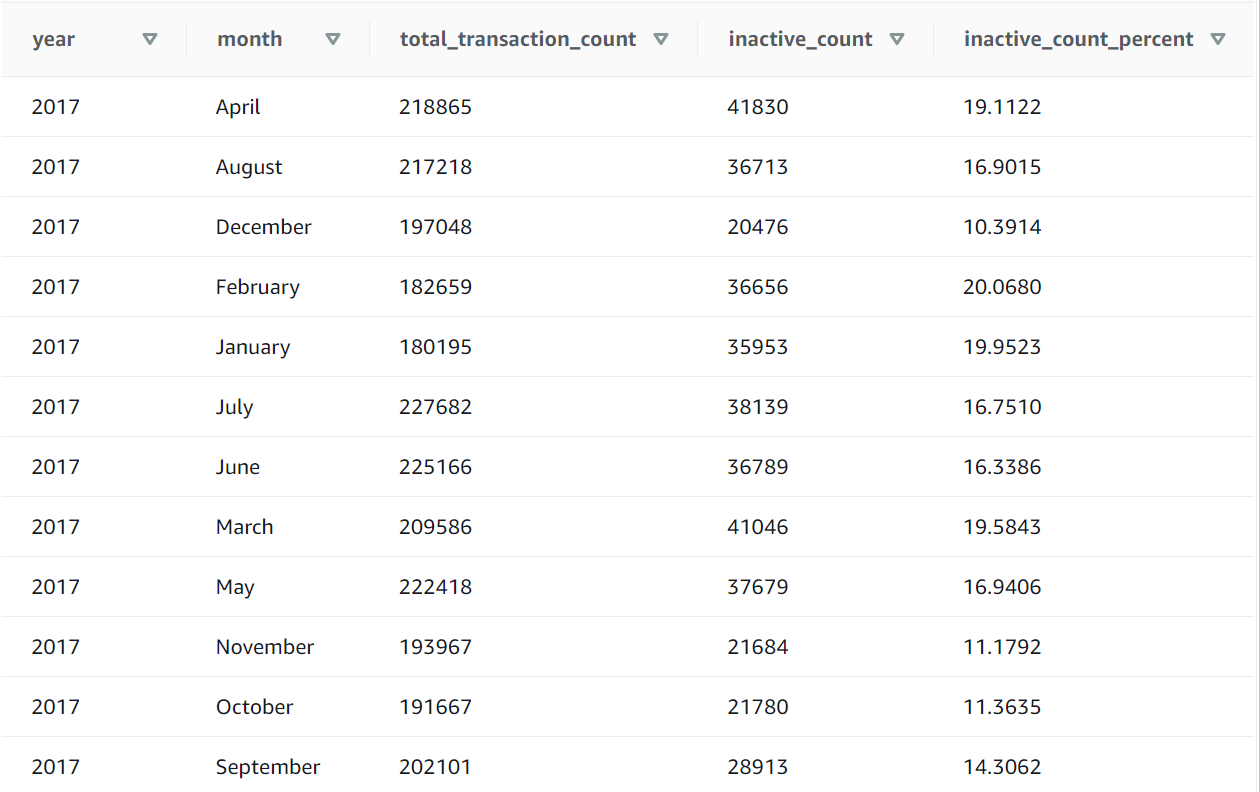 year month total_transaction_count inactive_count inactive_count_percent
2017 April 218865 41830 19.1122
2017 August 217218 36713 16.9015
2017 December 197048 20476 10.3914
2017 February 182659 36656 20.0680
2017 January 180195 35953 19.9523
2017 July 227682 38139 16.7510
2017 June 225166 36789 16.3386
2017 March 209586 41046 19.5843
2017 May 222418 37679 16.9406
2017 November 193967 21684 11.1792
2017 October 191667 21780 11.3635
2017 September 202101 28913 14.3062